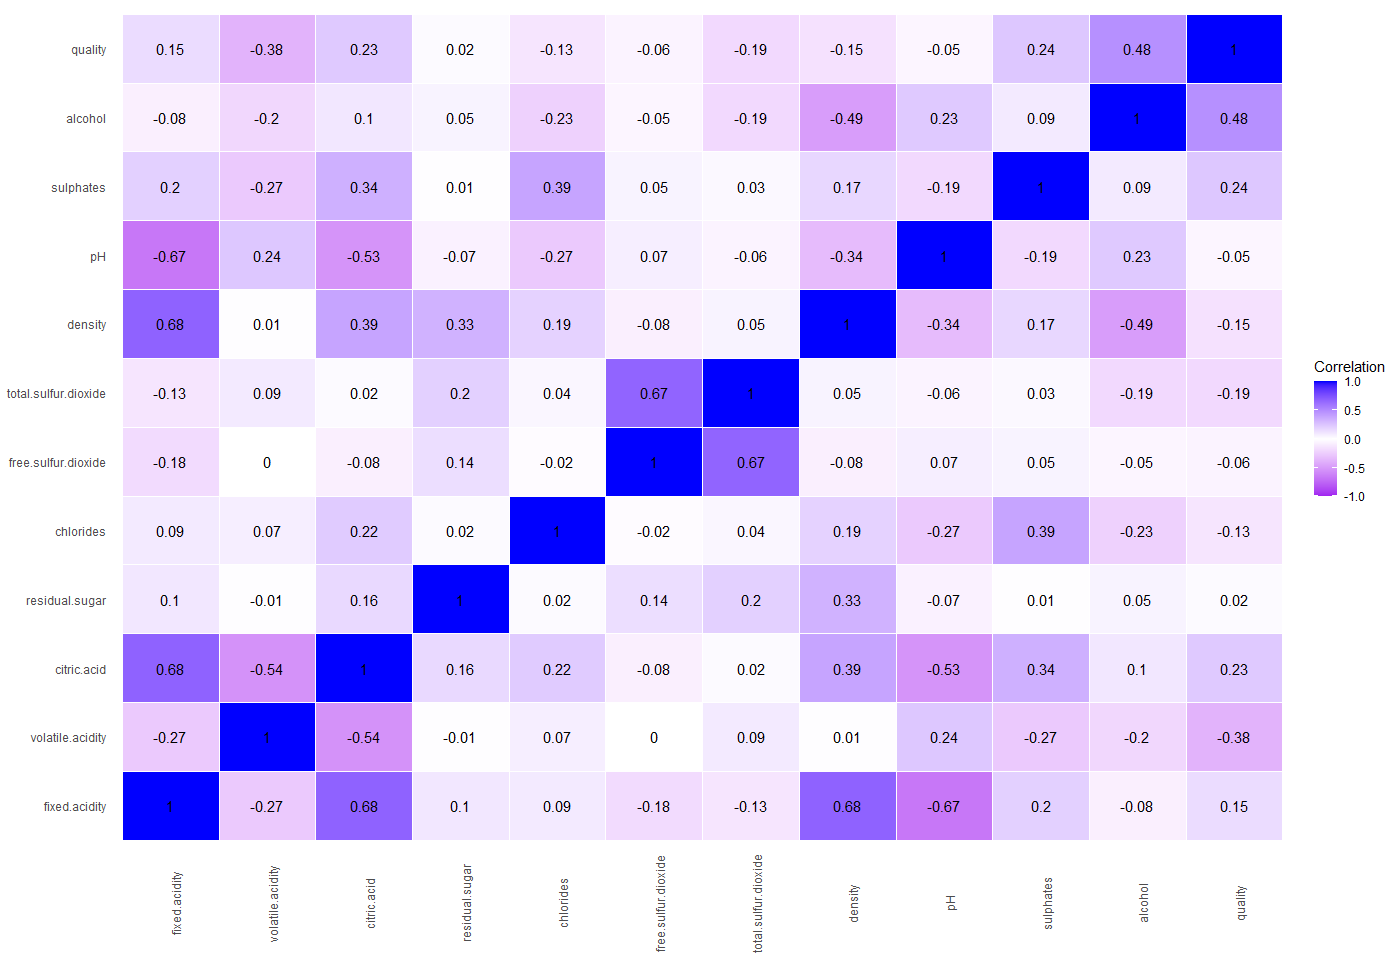 quality 0.15 -0.38 0.23 0.02 -0.13 -0.06 -0.19 -0.15 -0.05 0.24 0.48 1
alcohol -0.08 -0.2 0.1 0.05 -0.23 -0.05 -0.19 -0.49 0.23 0.09 1 0.48
sulphates 0.2 -0.27 0.34 0.01 0.39 0.05 0.03 0.17 -0.19 1 0.09 0.24
pH -0.67 0.24 -0.53 -0.07 -0.27 0.07 -0.06 -0.34 1 -0.19 0.23 -0.05
density 0.68 0.01 0.39 0.33 0.19 -0.08 0.05 1 -0.34 0.17 -0.49 -0.15
total.sulfur.dioxide -0.13 0.09 0.02 0.2 0.04 0.67 1 0.05 -0.06 0.03 -0.19 -0.19
free.sulfur.dioxide -0.18 0 -0.08 0.14 -0.02 1 0.67 -0.08 0.07 0.05 -0.05 -0.06
chlorides 0.09 0.07 0.22 0.02 1 -0.02 0.04 0.19 -0.27 0.39 -0.23 -0.13
residual.sugar 0.1 -0.01 0.16 1 0.02 0.14 0.2 0.33 -0.07 0.01 0.05 0.02
citric.acid 0.68 -0.54 1 0.16 0.22 -0.08 0.02 0.39 -0.53 0.34 0.1 0.23
volatile.acidity -0.27 1 -0.54 -0.01 0.07 0 0.09 0.01 0.24 -0.27 -0.2 -0.38
fixed.acidity 1 -0.27 0.68 0.1 0.09 -0.18 -0.13 0.68 -0.67 0.2 -0.08 0.15
fixed.acidity
volatile.acidity
citric.acid
residual.sugar
chlorides
free.sulfur.dioxide
total.sulfur.dioxide
density
pH
sulphates
alcohol
quality
Correlation
1.0
0.5
0.0
-0.5
-1.0